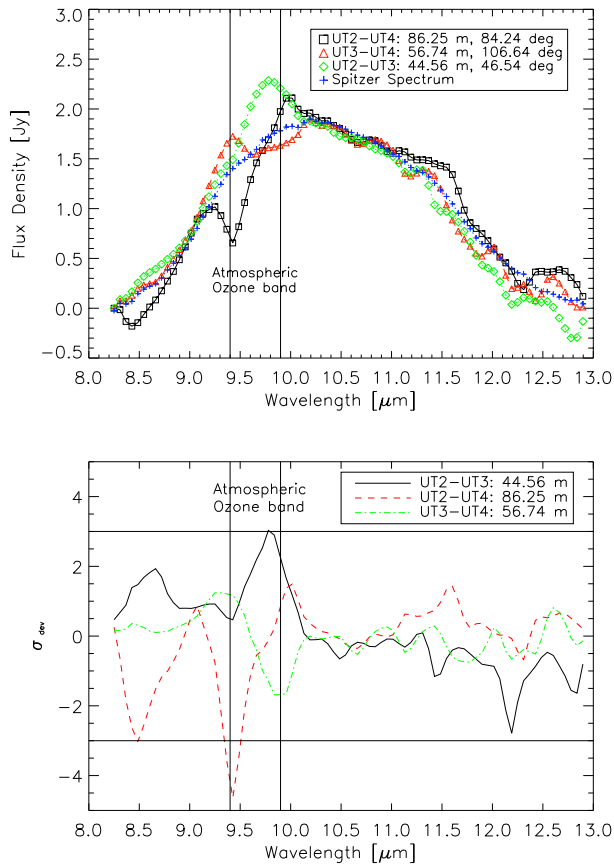 3.0
2.5
2.0
1.5
1.0
0.5
0.0
−0.5
Flux Density [Jy]
UT2−UT4: 86.25 m, 84.24 deg
UT3−UT4: 56.74 m, 106.64 deg
UT2−UT3: 44.56 m, 46.54 deg
Spitzer Spectrum
Atmospheric
Ozone band
8.0 8.5 9.0 9.5 10.0 10.5 11.0 11.5 12.0 12.5 13.0
Wavelength [μm]
4
2
0
−2
−4
σ dev
Atmospheric
Ozone band
UT2−UT3: 44.56 m
UT2−UT4: 86.25 m
UT3−UT4: 56.74 m
8.0 8.5 9.0 9.5 10.0 10.5 11.0 11.5 12.0 12.5 13.0
Wavelength [μm]